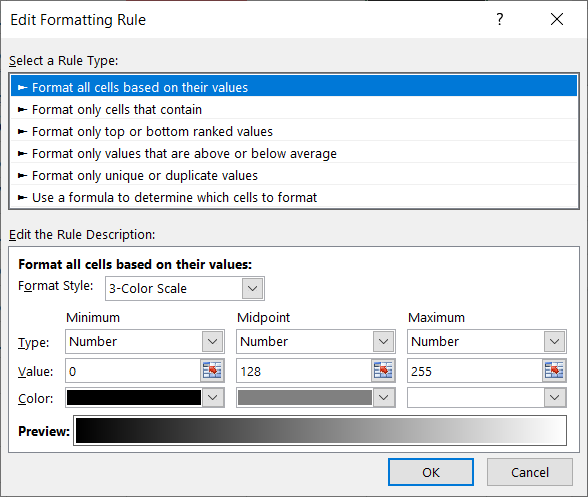 Edit Formatting Rule ?
Select a Rule Type:
► Format all cells based on their values
► Format only cells that contain
► Format only top or bottom ranked values
► Format only values that are above or below average
► Format only unique or duplicate values
► Use a formula to determine which cells to format
Edit the Rule Description:
Format all cells based on their values:
Format Style: 3-Color Scale
Minimum Midpoint Maximum
Type: Number Number Number
Value: 0 128 255
Color:
Preview:
OK Cancel